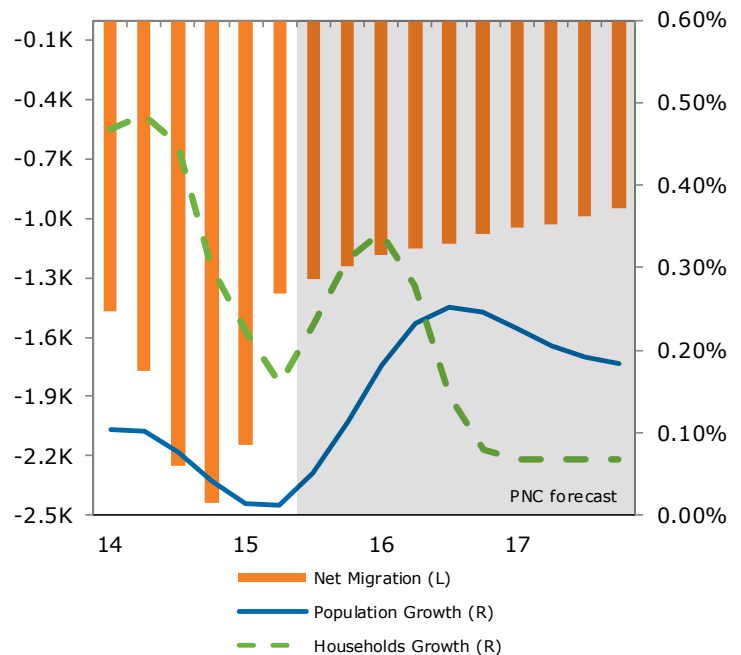 -0.1K
-0.4K
-0.7K
-1.0K
-1.3K
-1.6K
-1.9K
-2.2K
-2.5K
0.60%
0.50%
0.40%
0.30%
0.20%
0.10%
0.00%
PNC forecast
14 15 16 17
Net Migration (L)
Population Growth (R)
Households Growth (R)